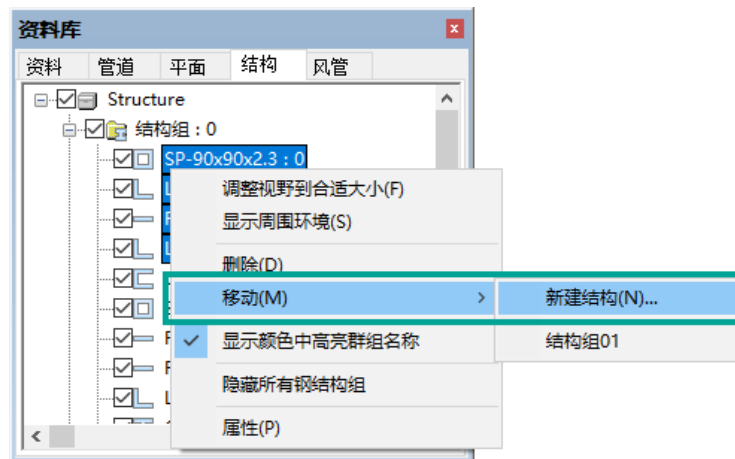 资料库
资料 管道 平面 结构 风管
Structure
结构组：0
SP-90x90x2.3 : 0
调整视野到合适大小(F)
显示周围环境(S)
删除(D)
移动(M) 新建结构(N)...
显示颜色中高亮群组名称 结构组01
隐藏所有钢结构组
属性(P)